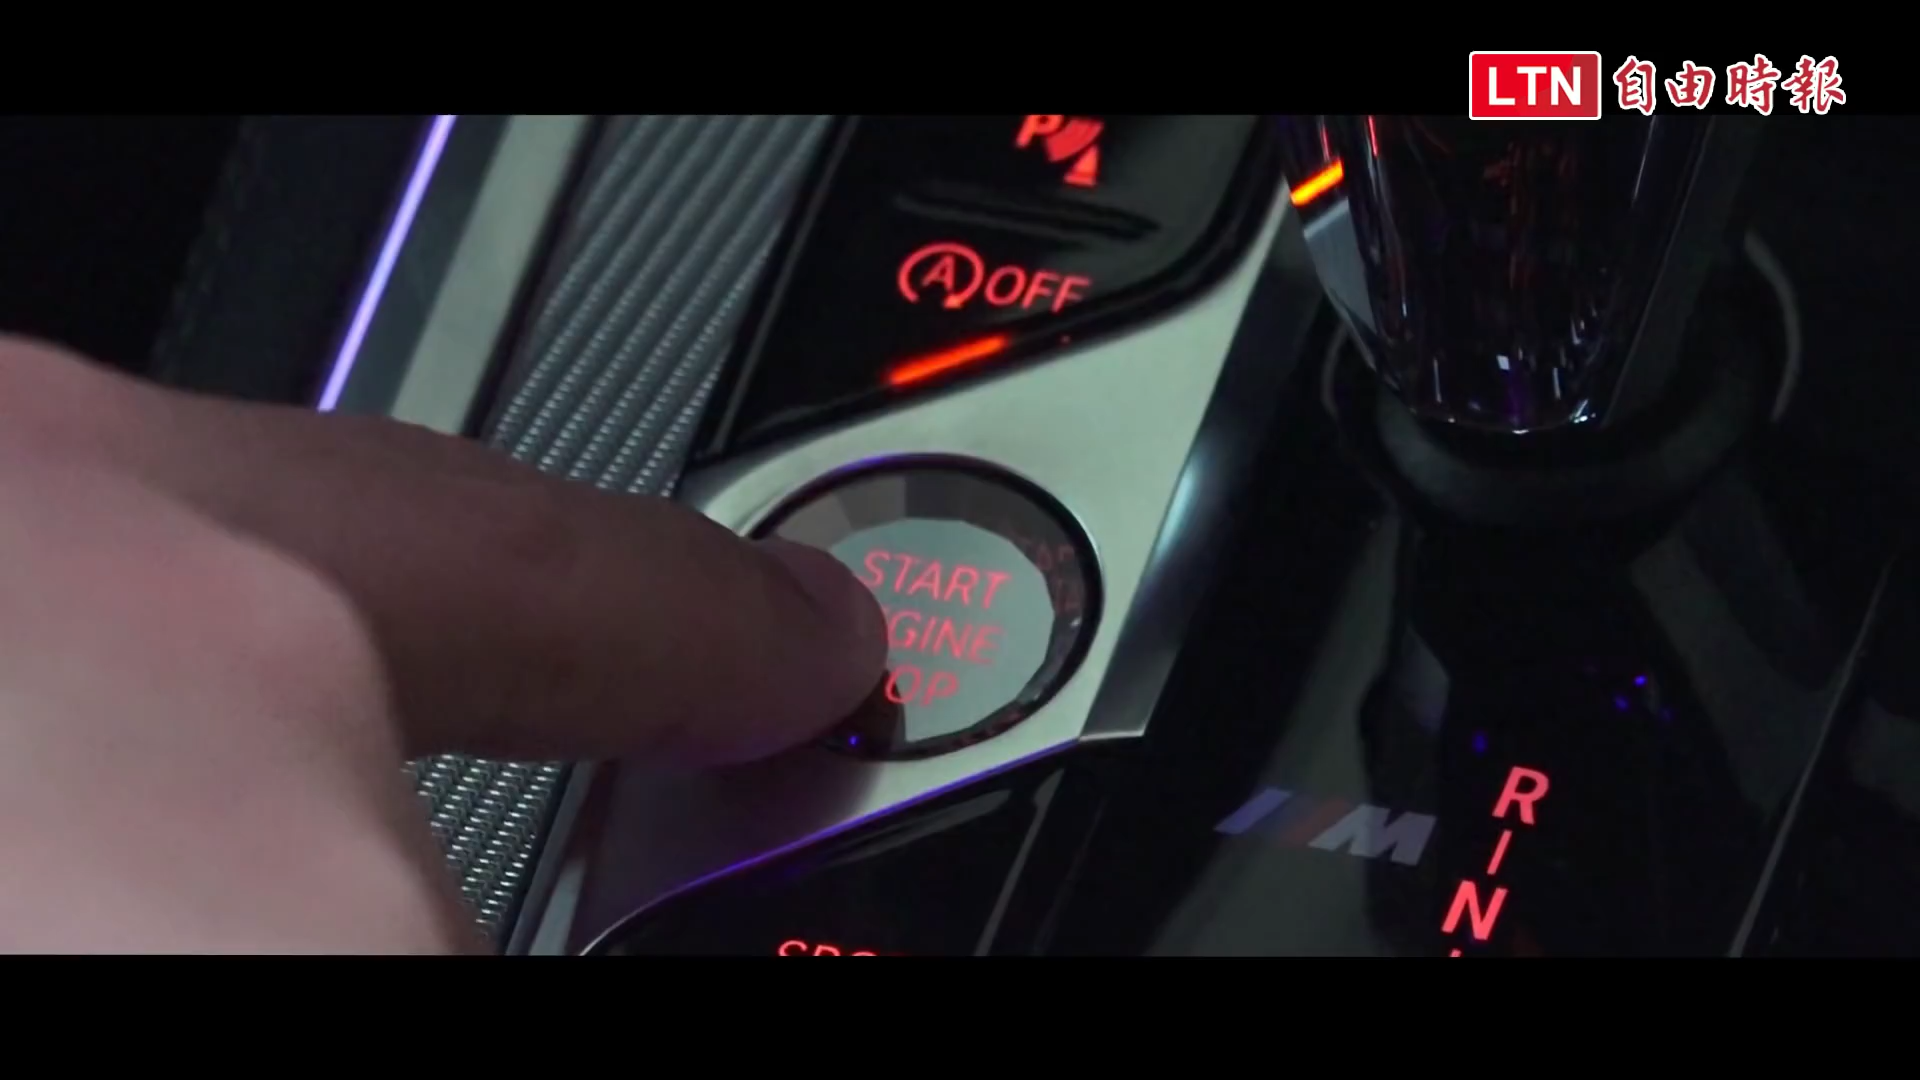 LTN 自由時報
P
A OFF
START
GINE
OP
M
R
N